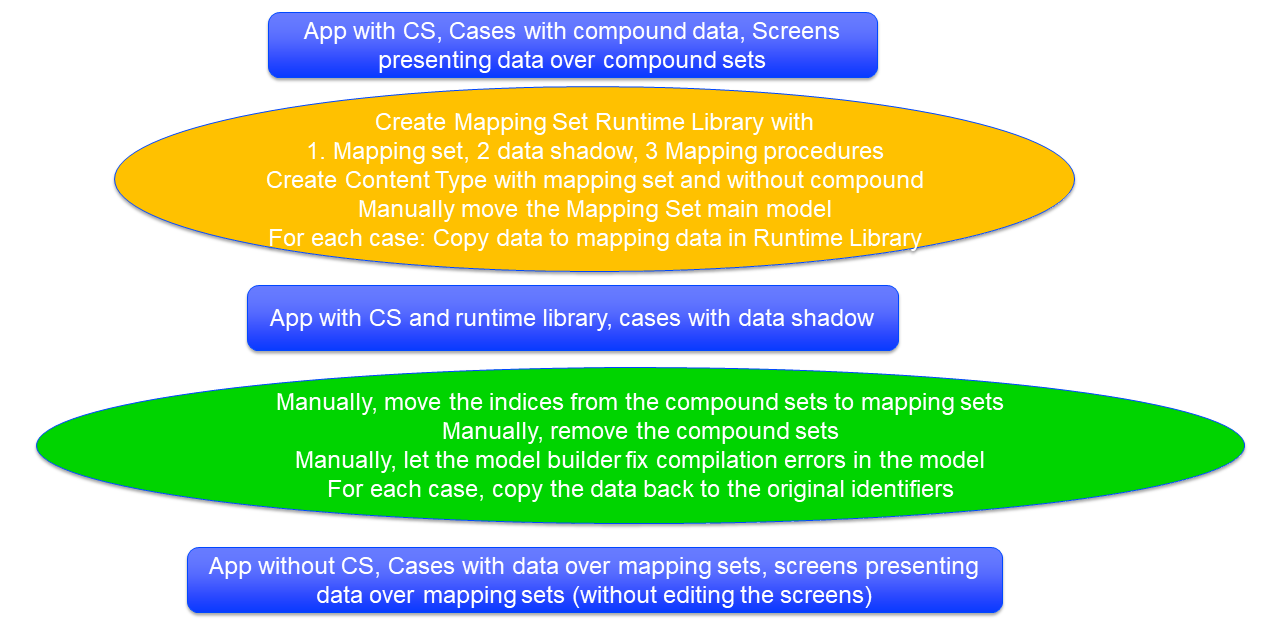 App with CS, Cases with compound data, Screens
presenting data over compound sets
Create Mapping Set Runtime Library with
1. Mapping set, 2 data shadow, 3 Mapping procedures
Create Content Type with mapping set and without compound
Manually move the Mapping Set main model
For each case: Copy data to mapping data in Runtime Library
App with CS and runtime library, cases with data shadow
Manually, move the indices from the compound sets to mapping sets
Manually, remove the compound sets
Manually, let the model builder fix compilation errors in the model
For each case, copy the data back to the original identifiers
App without CS, Cases with data over mapping sets, screens presenting
data over mapping sets (without editing the screens)